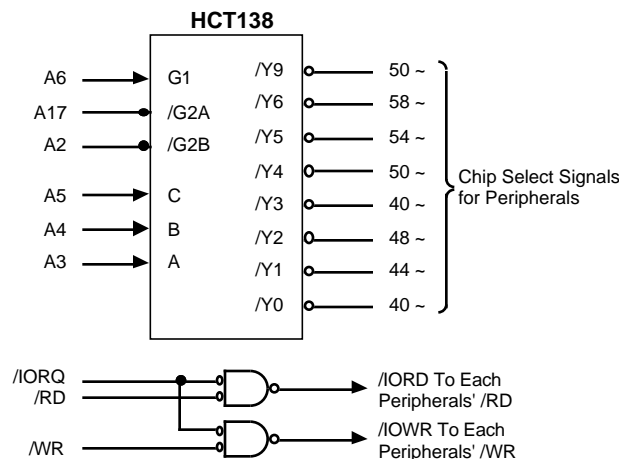 HCT138
A6 G1 /Y9 50 ~
A17 /G2A /Y6 58 ~
A2 /G2B /Y5 54 ~
/Y4 50 ~
Chip Select Signals
for Peripherals
A5 C /Y3 40 ~
A4 B /Y2 48 ~
A3 A /Y1 44 ~
/Y0 40 ~
/IORQ
/RD
/IORD To Each
Peripherals' /RD
/WR
/IOWR To Each
Peripherals' /WR